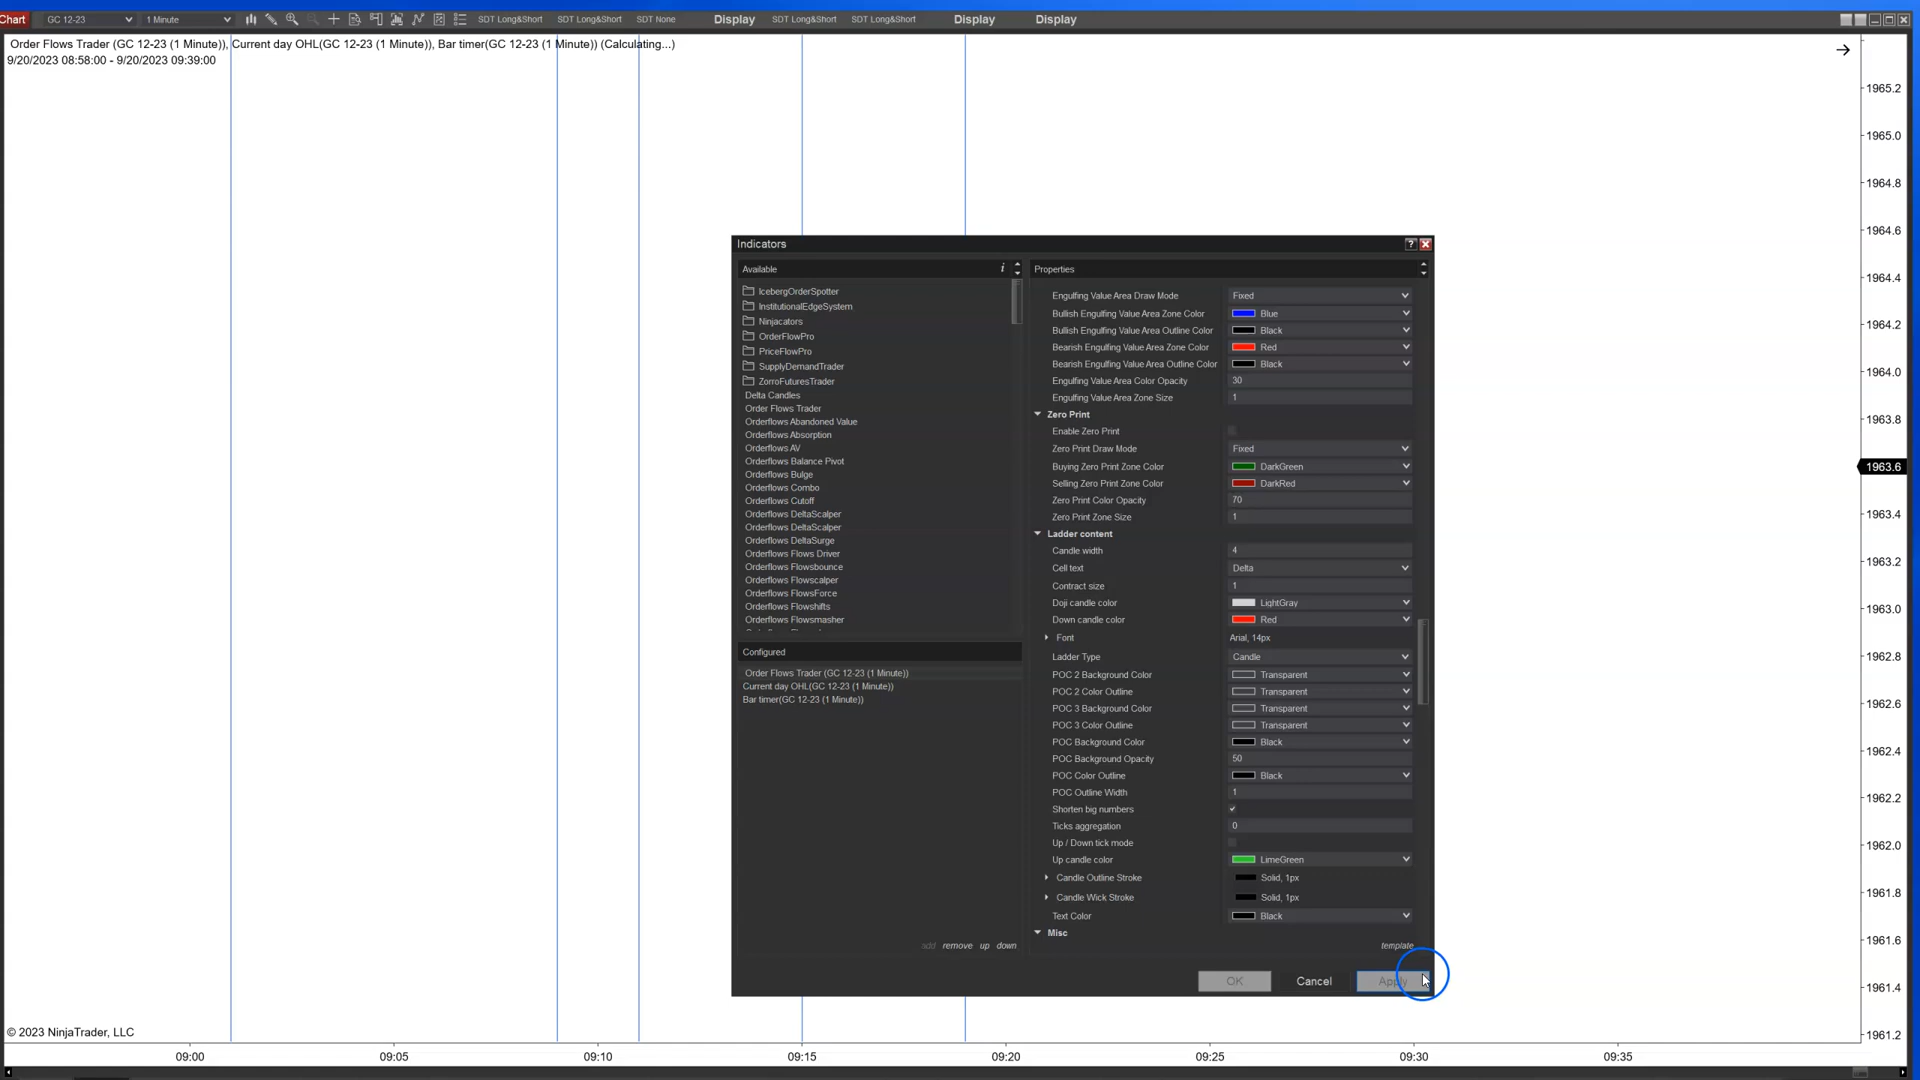 Chart GC 12-23 1 Minute SDT Long&Short SDT Long&Short SDT None Display SDT Long&Short SDT Long&Short Display Display
Order Flows Trader (GC 12-23 (1 Minute)), Current day OHL(GC 12-23 (1 Minute)), Bar timer(GC 12-23 (1 Minute)) (Calculating...)
9/20/2023 08:58:00 - 9/20/2023 09:39:00
Indicators
?
Available
i
IcebergOrderSpotter
InstitutionalEdgeSystem
Ninjacators
OrderFlowPro
PriceFlowPro
SupplyDemandTrader
ZorroFuturesTrader
Delta Candles
Order Flows Trader
Orderflows Abandoned Value
Orderflows Absorption
Orderflows AV
Orderflows Balance Pivot
Orderflows Bulge
Orderflows Combo
Orderflows Cutoff
Orderflows DeltaScalper
Orderflows DeltaScalper
Orderflows DeltaSurge
Orderflows Flows Driver
Orderflows Flowsbounce
Orderflows Flowscalper
Orderflows FlowsForce
Orderflows Flowshifts
Orderflows Flowsmasher
Configured
Order Flows Trader (GC 12-23 (1 Minute))
Current day OHL(GC 12-23 (1 Minute))
Bar timer(GC 12-23 (1 Minute))
add remove up down
Properties
Engulfing Value Area Draw Mode Fixed
Bullish Engulfing Value Area Zone Color Blue
Bullish Engulfing Value Area Outline Color Black
Bearish Engulfing Value Area Zone Color Red
Bearish Engulfing Value Area Outline Color Black
Engulfing Value Area Color Opacity 30
Engulfing Value Area Zone Size 1
Zero Print
Enable Zero Print
Zero Print Draw Mode Fixed
Buying Zero Print Zone Color DarkGreen
Selling Zero Print Zone Color DarkRed
Zero Print Color Opacity 70
Zero Print Zone Size 1
Ladder content
Candle width 4
Cell text Delta
Contract size 1
Doji candle color LightGray
Down candle color Red
Font Arial, 14px
Ladder Type Candle
POC 2 Background Color Transparent
POC 2 Color Outline Transparent
POC 3 Background Color Transparent
POC 3 Color Outline Transparent
POC Background Color Black
POC Background Opacity 50
POC Color Outline Black
POC Outline Width 1
Shorten big numbers
Ticks aggregation 0
Up / Down tick mode
Up candle color LimeGreen
Candle Outline Stroke Solid, 1px
Candle Wick Stroke Solid, 1px
Text Color Black
Misc
template
OK Cancel Apply
1965.2
1965.0
1964.8
1964.6
1964.4
1964.2
1964.0
1963.8
1963.6
1963.4
1963.2
1963.0
1962.8
1962.6
1962.4
1962.2
1962.0
1961.8
1961.6
1961.4
1961.2
© 2023 NinjaTrader, LLC
09:00 09:05 09:10 09:15 09:20 09:25 09:30 09:35